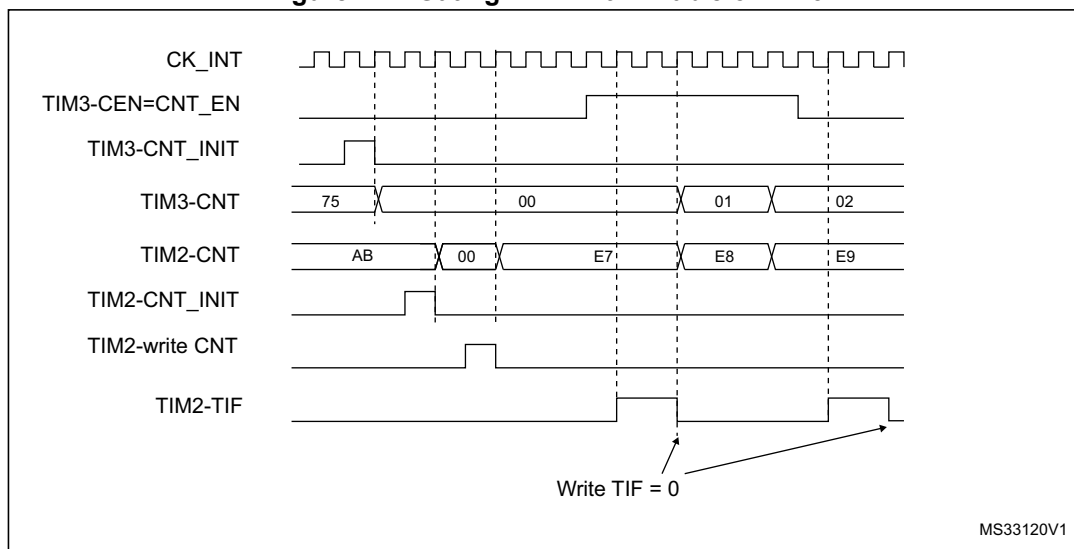 CK_INT
TIM3-CEN=CNT_EN
TIM3-CNT_INIT
TIM3-CNT 75 00 01 02
TIM2-CNT AB 00 E7 E8 E9
TIM2-CNT_INIT
TIM2-write CNT
TIM2-TIF
Write TIF = 0
MS33120V1